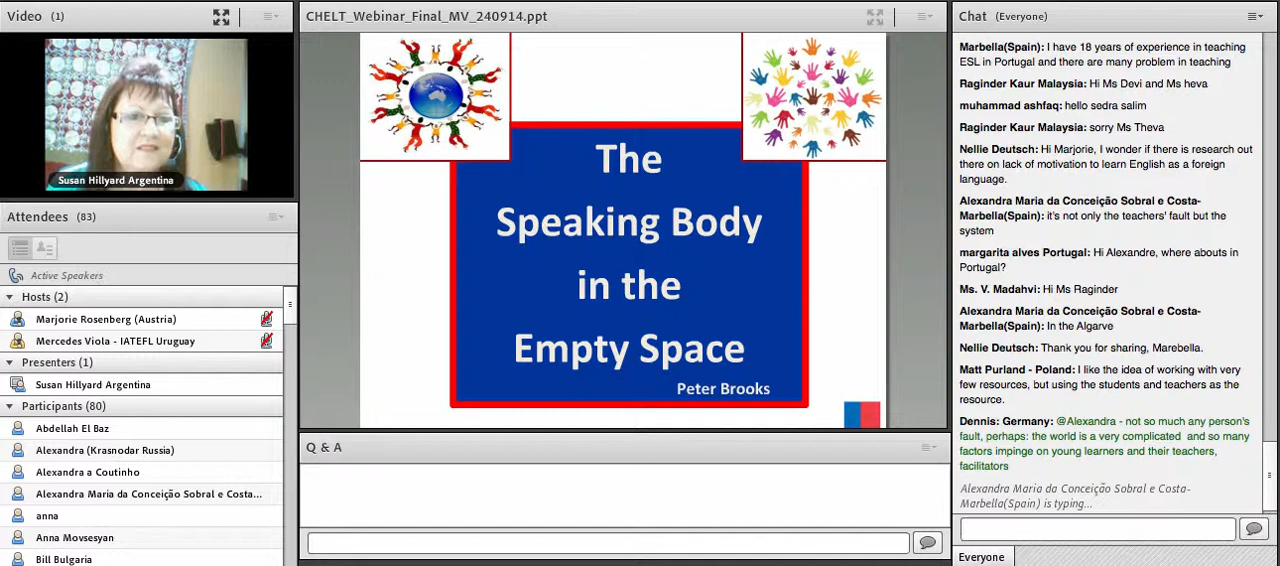 Video (1)
Susan Hillyard Argentina
Attendees (83)
Active Speakers
Hosts (2)
Marjorie Rosenberg (Austria)
Mercedes Viola - IATEFL Uruguay
Presenters (1)
Susan Hillyard Argentina
Participants (80)
Abdellah El Baz
Alexandra (Krasnodar Russia)
Alexandra a Coutinho
Alexandra Maria da Conceição Sobral e Costa...
anna
Anna Movsesyan
Bill Bulgaria
CHELT_Webinar_Final_MV_240914.ppt
The
Speaking Body
in the
Empty Space
Peter Brooks
Q & A
Chat (Everyone)
Marbella(Spain): I have 18 years of experience in teaching
ESL in Portugal and there are many problem in teaching
Raginder Kaur Malaysia: Hi Ms Devi and Ms heva
muhammad ashfaq: hello sedra salim
Raginder Kaur Malaysia: sorry Ms Theva
Nellie Deutsch: Hi Marjorie, I wonder if there is research out
there on lack of motivation to learn English as a foreign
language.
Alexandra Maria da Conceição Sobral e Costa-
Marbella(Spain): it's not only the teachers' fault but the
system
margarita alves Portugal: Hi Alexandre, where abouts in
Portugal?
Ms. V. Madahvi: Hi Ms Raginder
Alexandra Maria da Conceição Sobral e Costa-
Marbella(Spain): In the Algarve
Nellie Deutsch: Thank you for sharing, Marebella.
Matt Purland - Poland: I like the idea of working with very
few resources, but using the students and teachers as the
resource.
Dennis: Germany: @Alexandra - not so much any person's
fault, perhaps: the world is a very complicated and so many
factors impinge on young learners and their teachers,
facilitators
Alexandra Maria da Conceição Sobral e Costa-
Marbella(Spain) is typing...
Everyone